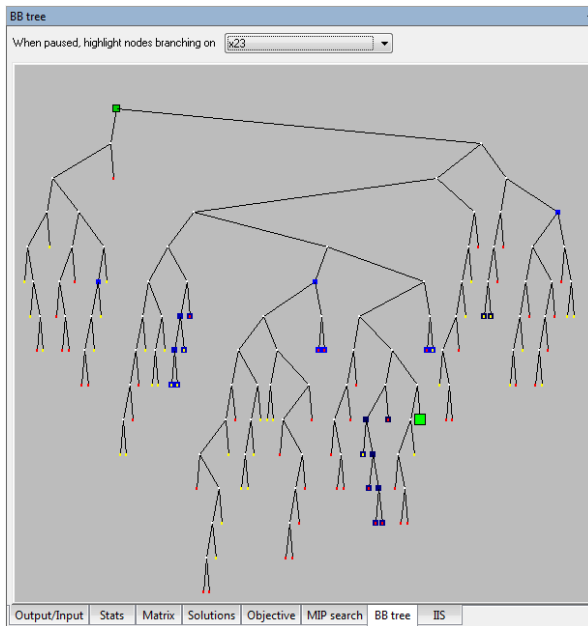 BB tree
When paused, highlight nodes branching on x23
Output/Input Stats Matrix Solutions Objective MIP search BB tree IIS